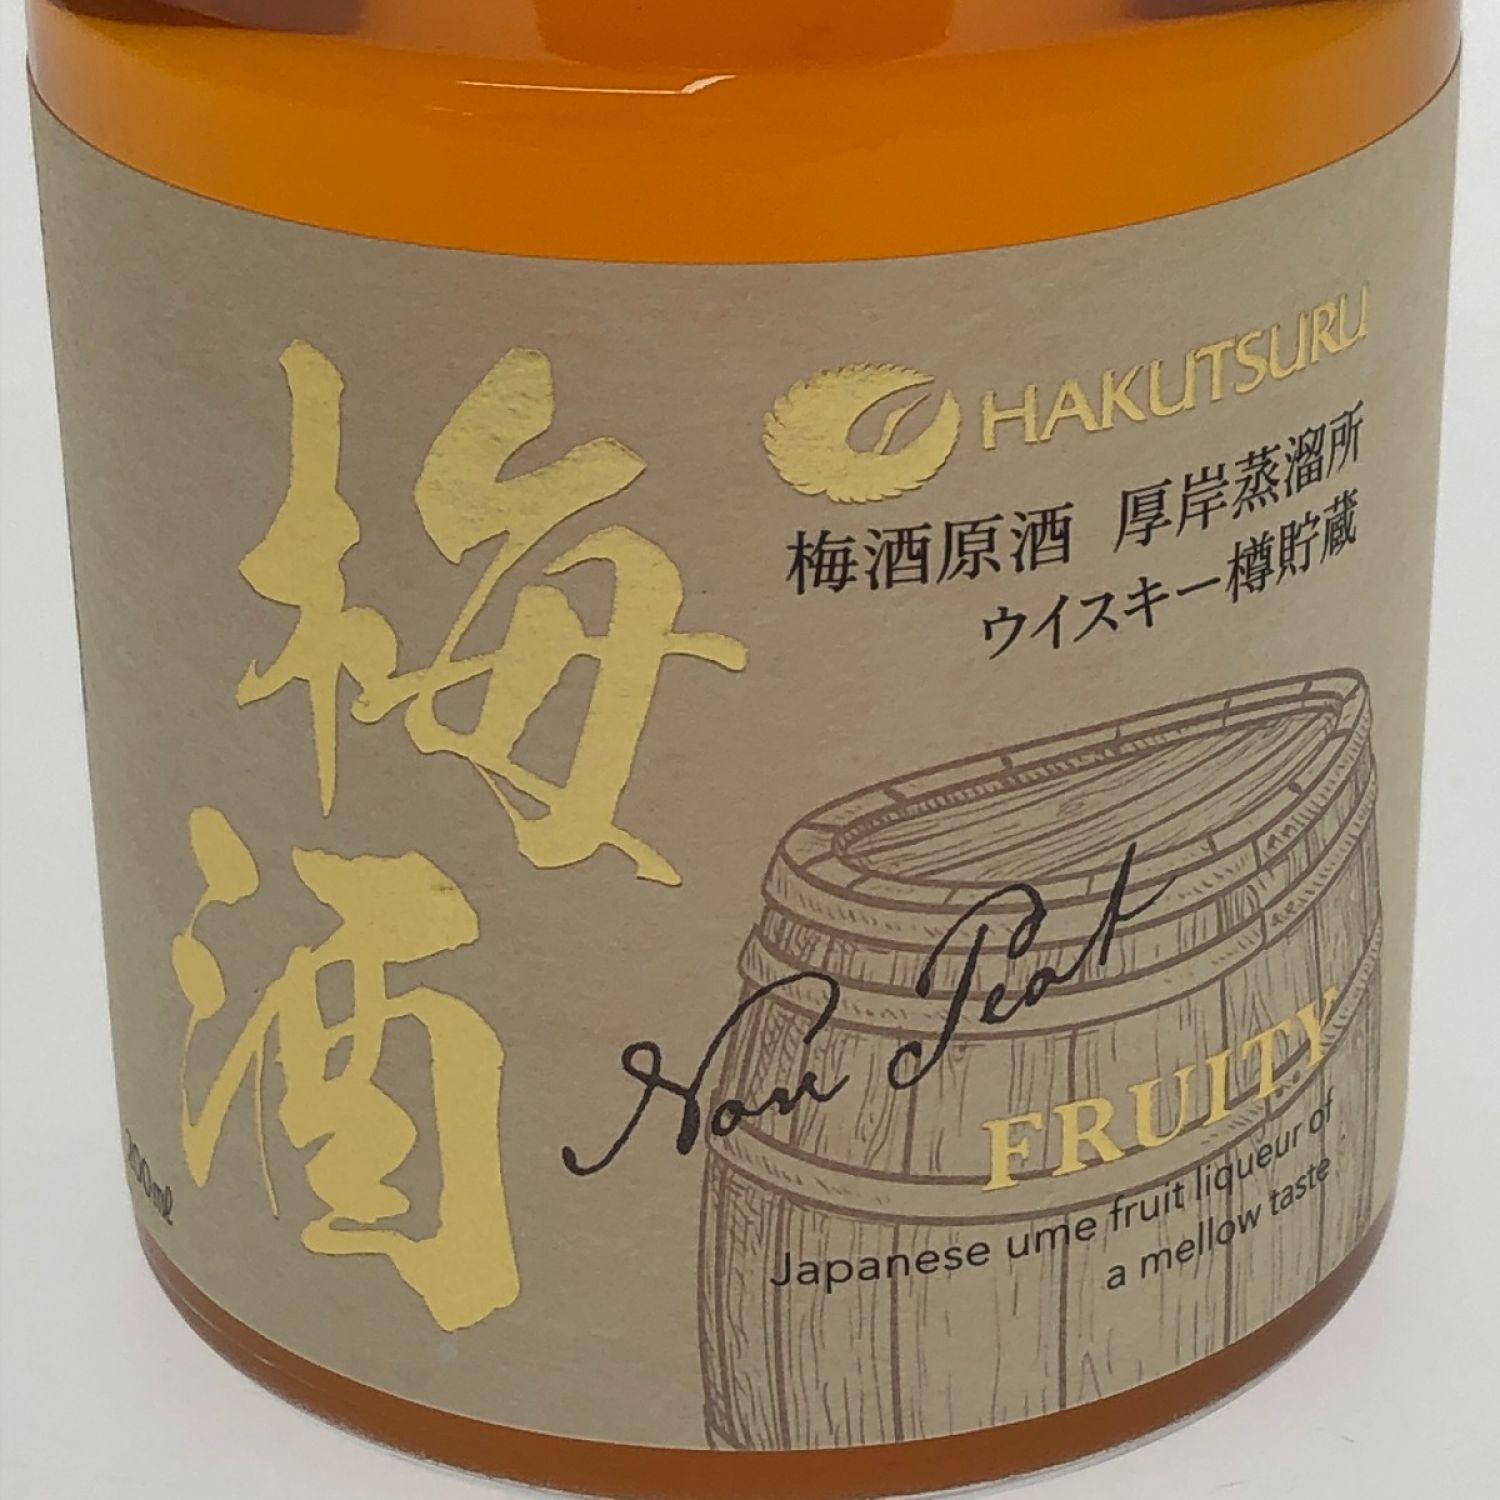 梅酒
HAKUTSURU
梅酒原酒 厚岸蒸溜所
ウイスキー樽貯蔵
Non Peat
FRUITY
Japanese ume fruit liqueur of
a mellow taste
200ml